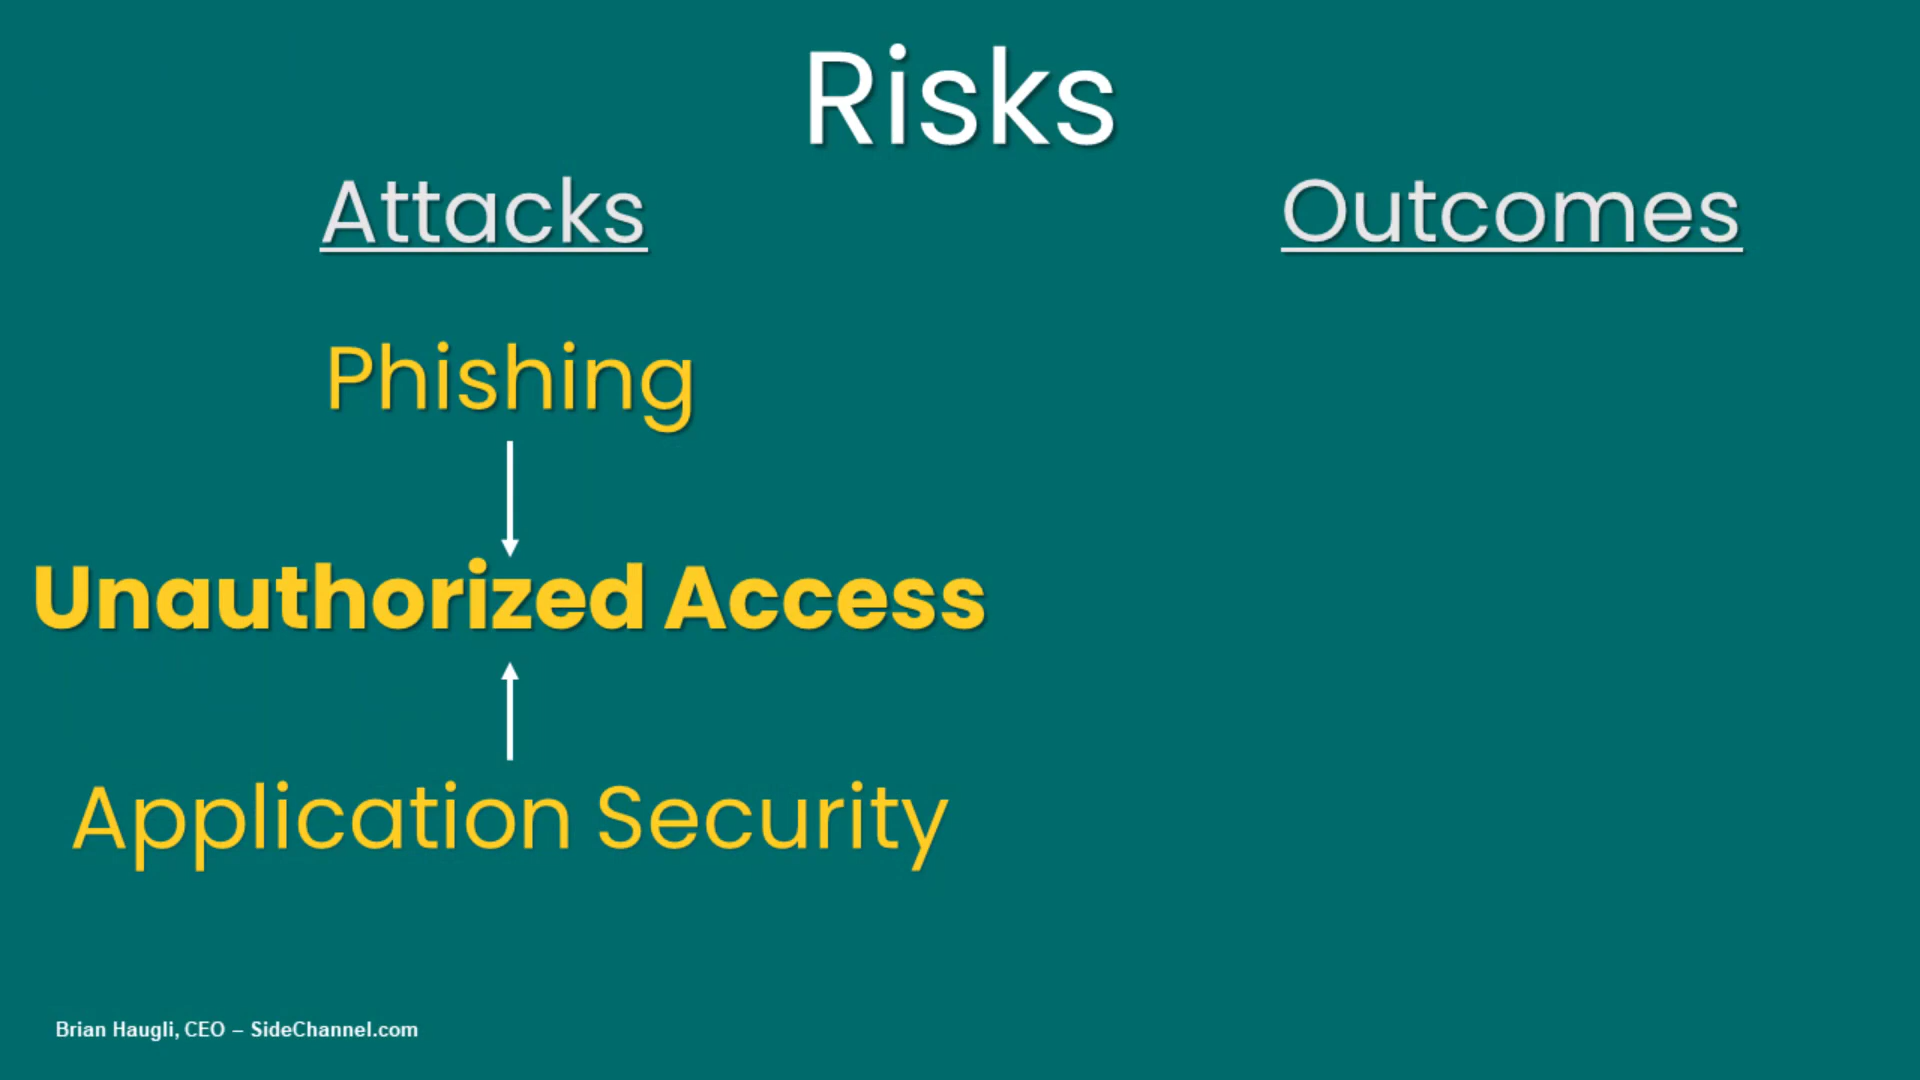 Risks
Attacks
Outcomes
Phishing
Unauthorized Access
Application Security
Brian Haugli, CEO – SideChannel.com